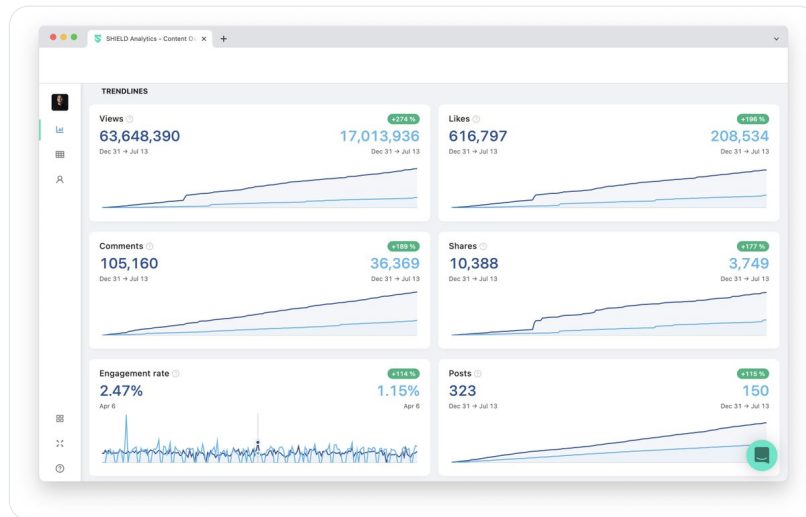 SHIELD Analytics - Content O
TRENDLINES
Views
+274 %
63,648,390
17,013,936
Dec 31 → Jul 13
Dec 31 → Jul 13
Likes
+196 %
616,797
208,534
Dec 31 → Jul 13
Dec 31 → Jul 13
Comments
+189 %
105,160
36,369
Dec 31 → Jul 13
Dec 31 → Jul 13
Shares
+177 %
10,388
3,749
Dec 31 → Jul 13
Dec 31 → Jul 13
Engagement rate
+114 %
2.47%
1.15%
Apr 6
Apr 6
Posts
+115 %
323
150
Dec 31 → Jul 13
Dec 31 → Jul 13